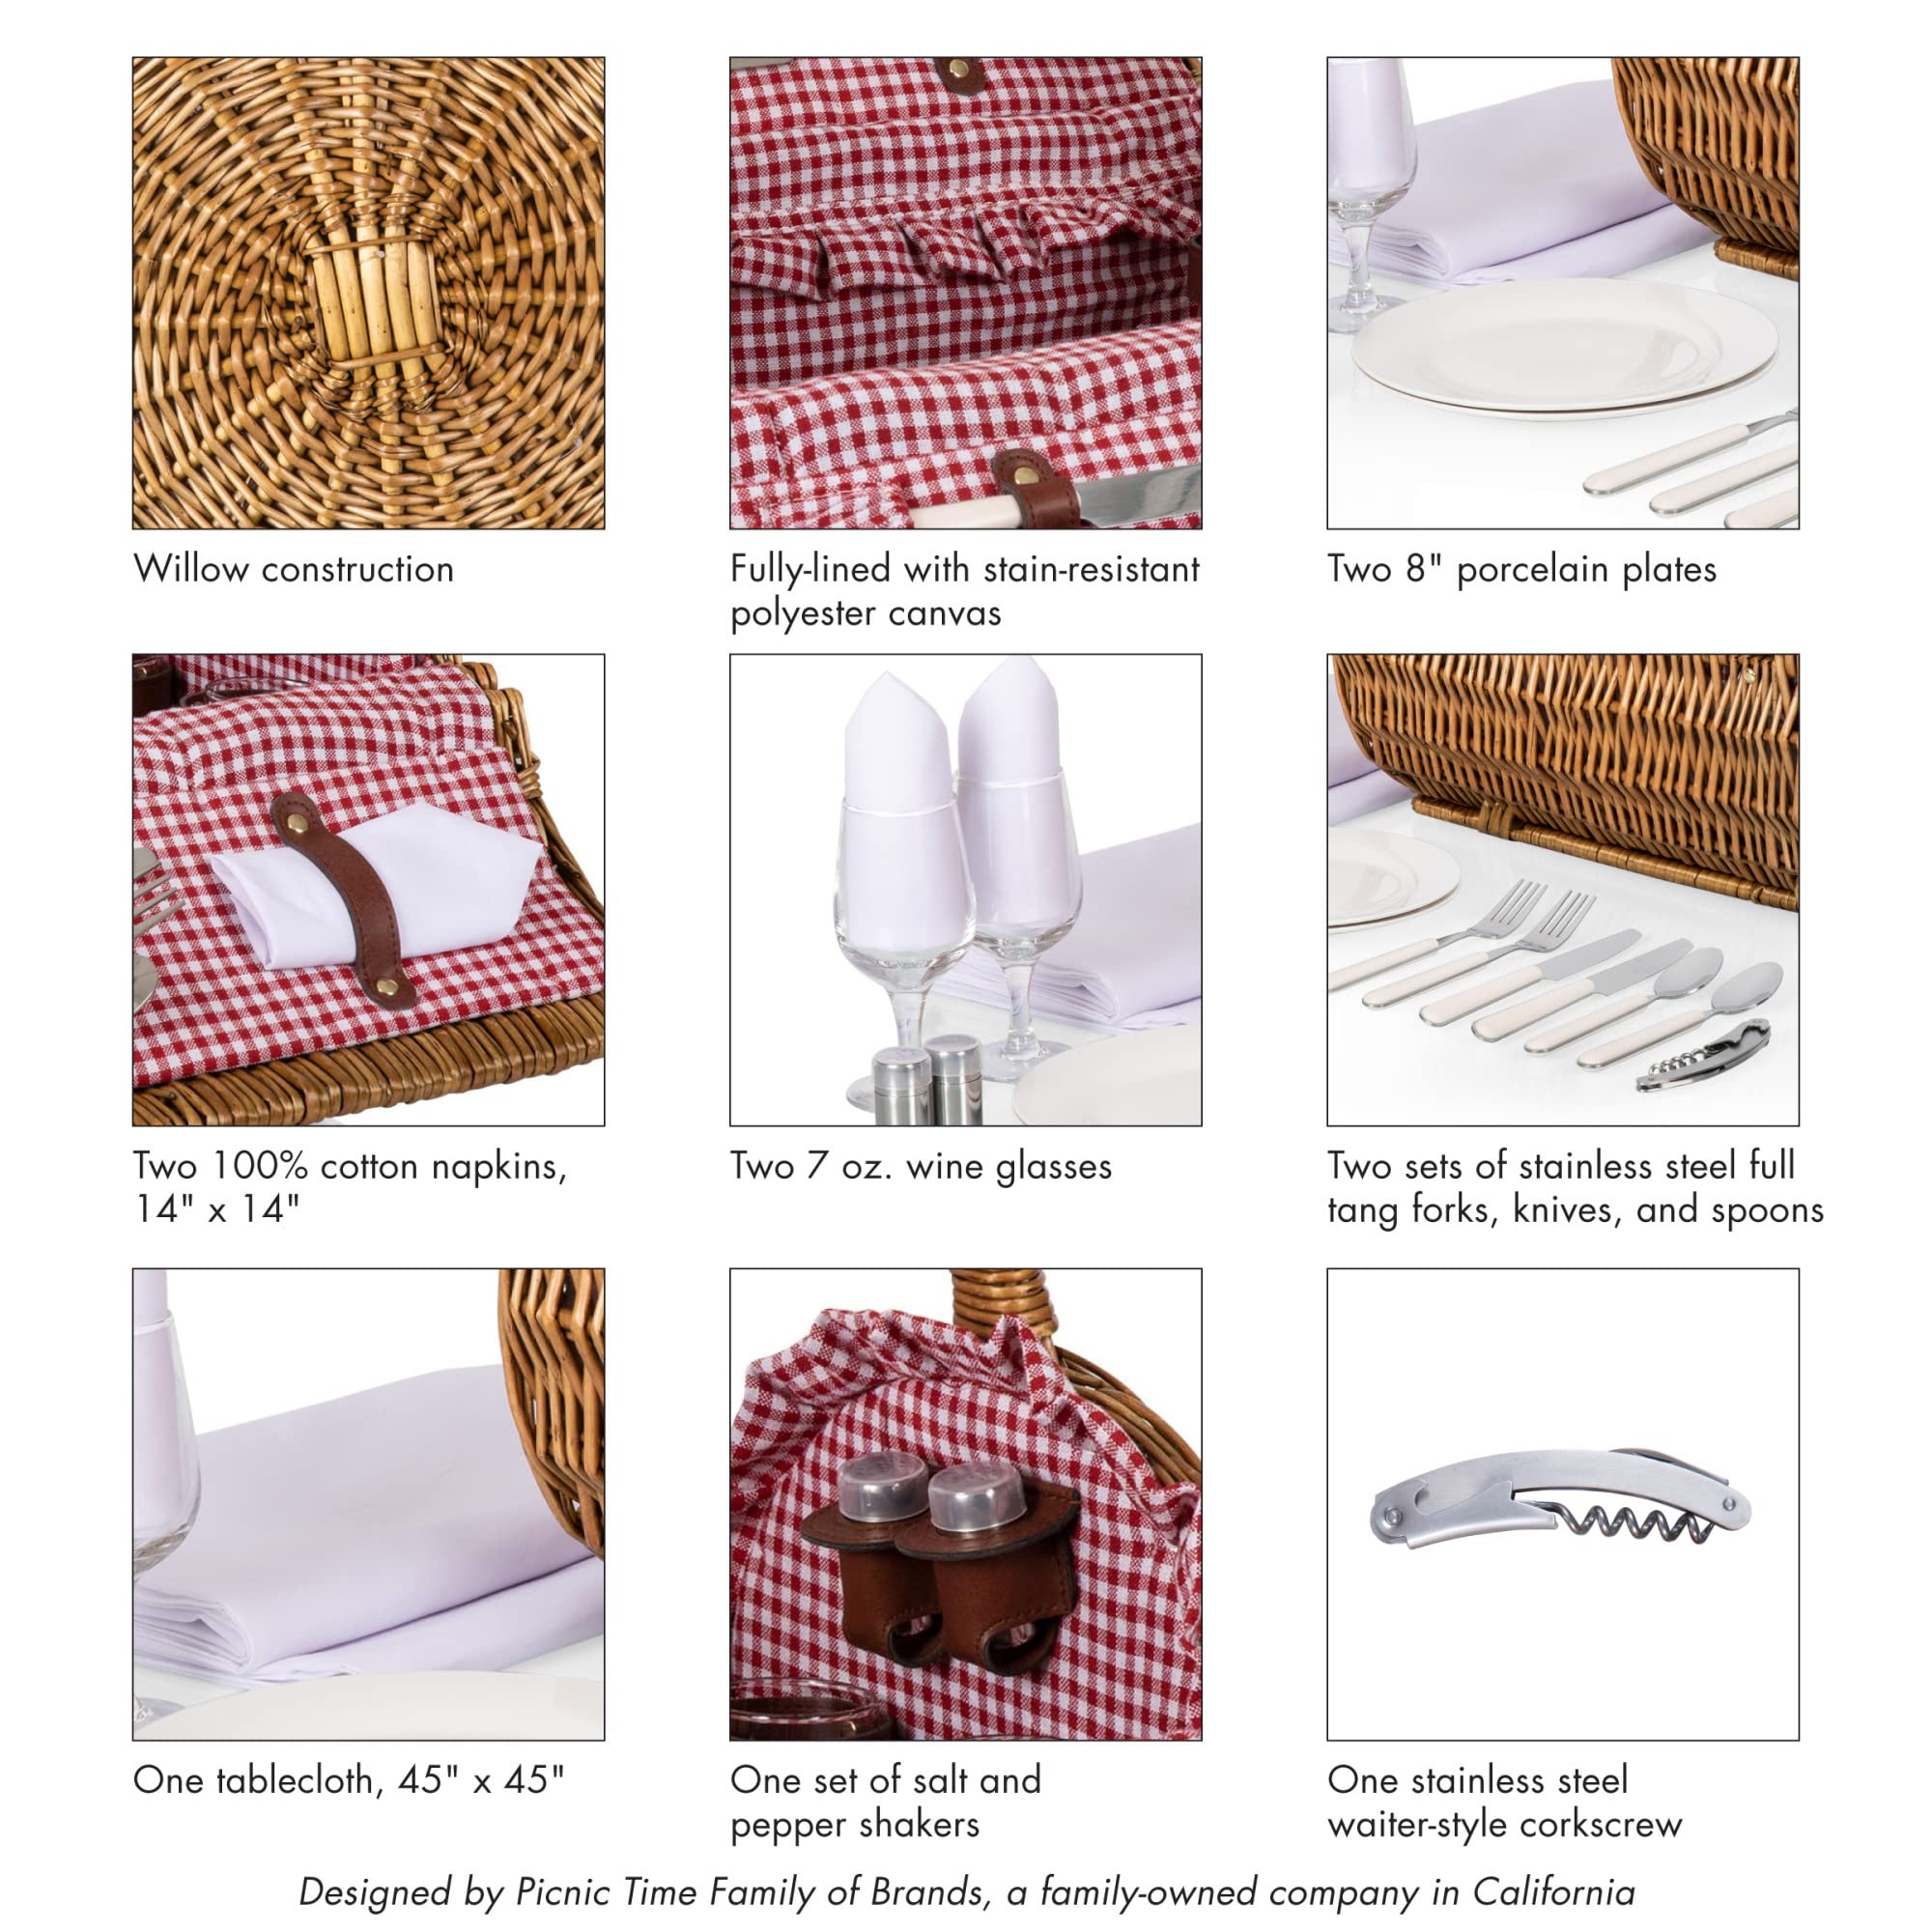 Willow construction
Fully-lined with stain-resistant
polyester canvas
Two 8" porcelain plates
Two 100% cotton napkins,
14" x 14"
Two 7 oz. wine glasses
Two sets of stainless steel full
tang forks, knives, and spoons
One tablecloth, 45" x 45"
One set of salt and
pepper shakers
One stainless steel
waiter-style corkscrew
Designed by Picnic Time Family of Brands, a family-owned company in California